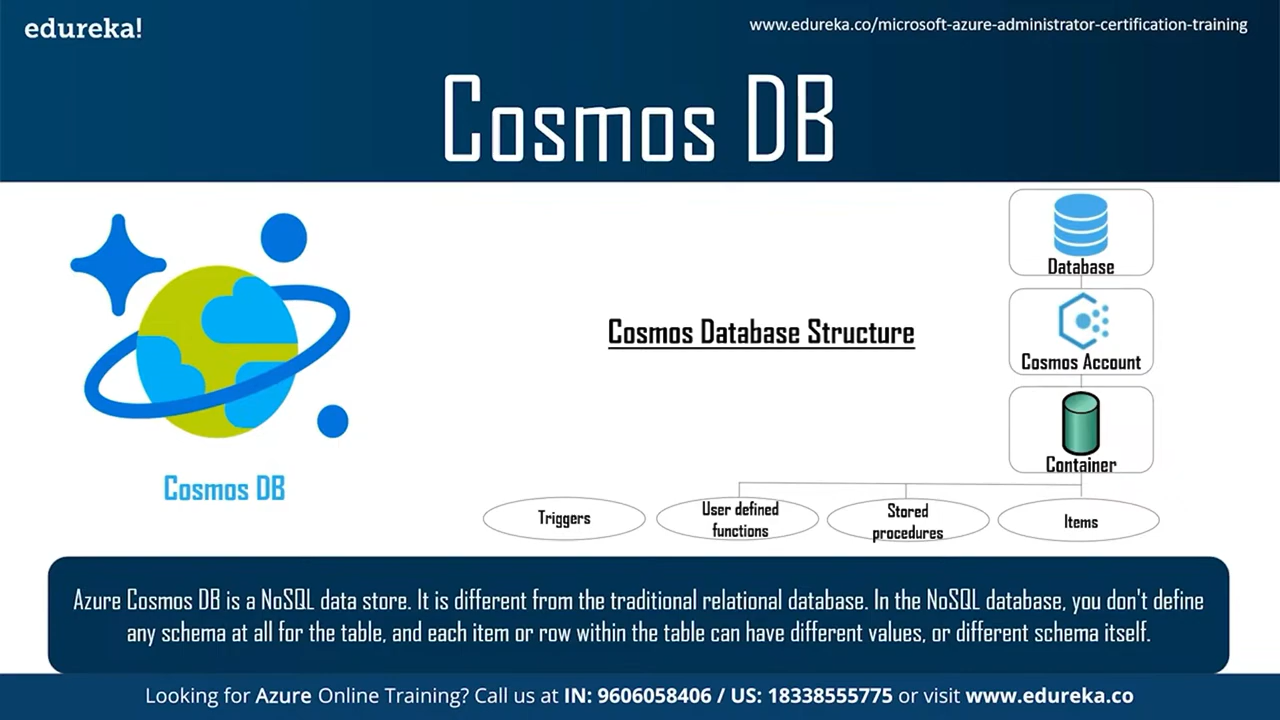 edureka!
www.edureka.co/microsoft-azure-administrator-certification-training
Cosmos DB
Database
Cosmos Database Structure
Cosmos Account
Container
Cosmos DB
Triggers
User defined
functions
Stored
procedures
Items
Azure Cosmos DB is a NoSQL data store. It is different from the traditional relational database. In the NoSQL database, you don't define
any schema at all for the table, and each item or row within the table can have different values, or different schema itself.
Looking for Azure Online Training? Call us at IN: 9606058406 / US: 18338555775 or visit www.edureka.co